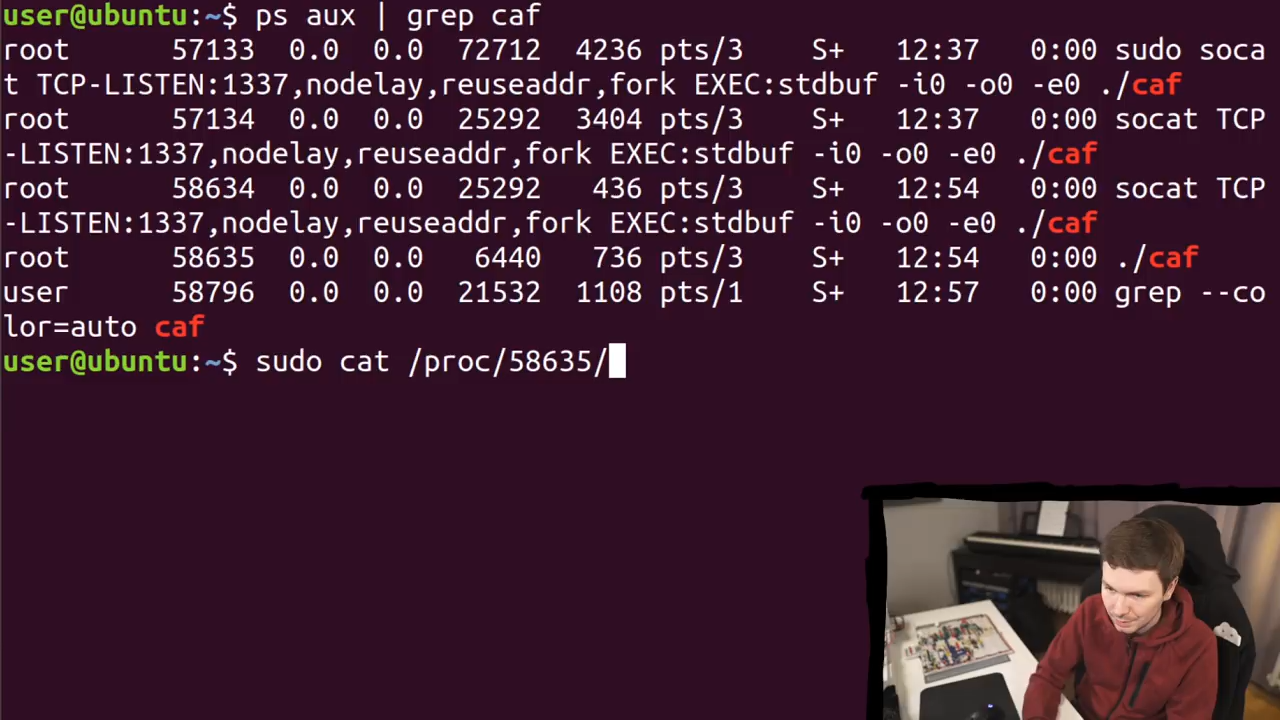 user@ubuntu:~$ ps aux | grep caf
root 57133 0.0 0.0 72712 4236 pts/3 S+ 12:37 0:00 sudo soca
t TCP-LISTEN:1337,nodelay,reuseaddr,fork EXEC:stdbuf -i0 -o0 -e0 ./caf
root 57134 0.0 0.0 25292 3404 pts/3 S+ 12:37 0:00 socat TCP
-LISTEN:1337,nodelay,reuseaddr,fork EXEC:stdbuf -i0 -o0 -e0 ./caf
root 58634 0.0 0.0 25292 436 pts/3 S+ 12:54 0:00 socat TCP
-LISTEN:1337,nodelay,reuseaddr,fork EXEC:stdbuf -i0 -o0 -e0 ./caf
root 58635 0.0 0.0 6440 736 pts/3 S+ 12:54 0:00 ./caf
user 58796 0.0 0.0 21532 1108 pts/1 S+ 12:57 0:00 grep --co
lor=auto caf
user@ubuntu:~$ sudo cat /proc/58635/